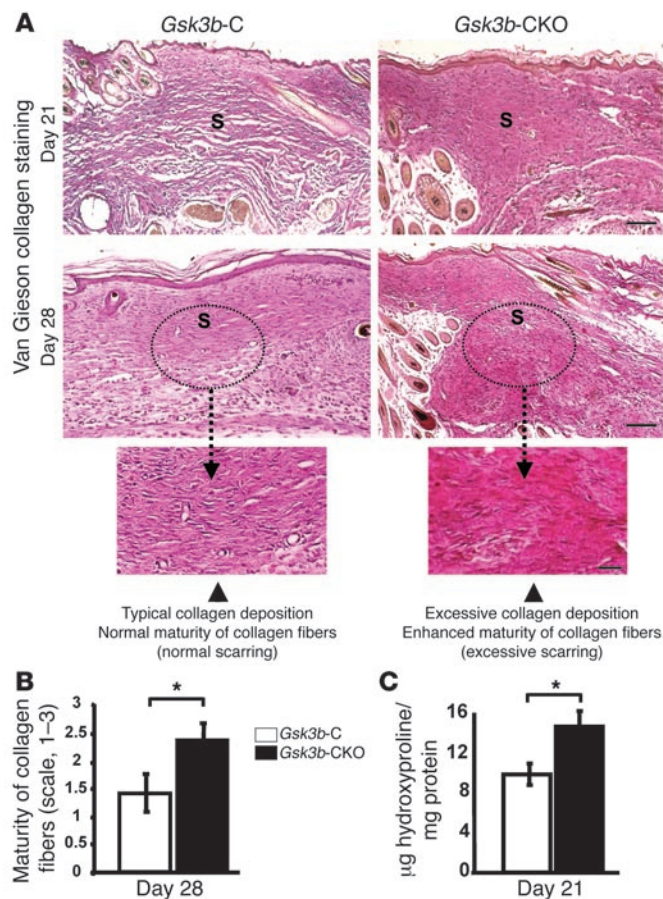 A
Gsk3b-C
Gsk3b-CKO
Van Gieson collagen staining
Day 21
Day 28
S
S
S
S
Typical collagen deposition
Normal maturity of collagen fibers
(normal scarring)
Excessive collagen deposition
Enhanced maturity of collagen fibers
(excessive scarring)
B
Maturity of collagen
fibers (scale, 1–3)
3
2.5
2
1.5
1
0.5
0
*
Day 28
Gsk3b-C
Gsk3b-CKO
C
µg hydroxyproline/
mg protein
16
12
8
4
0
*
Day 21